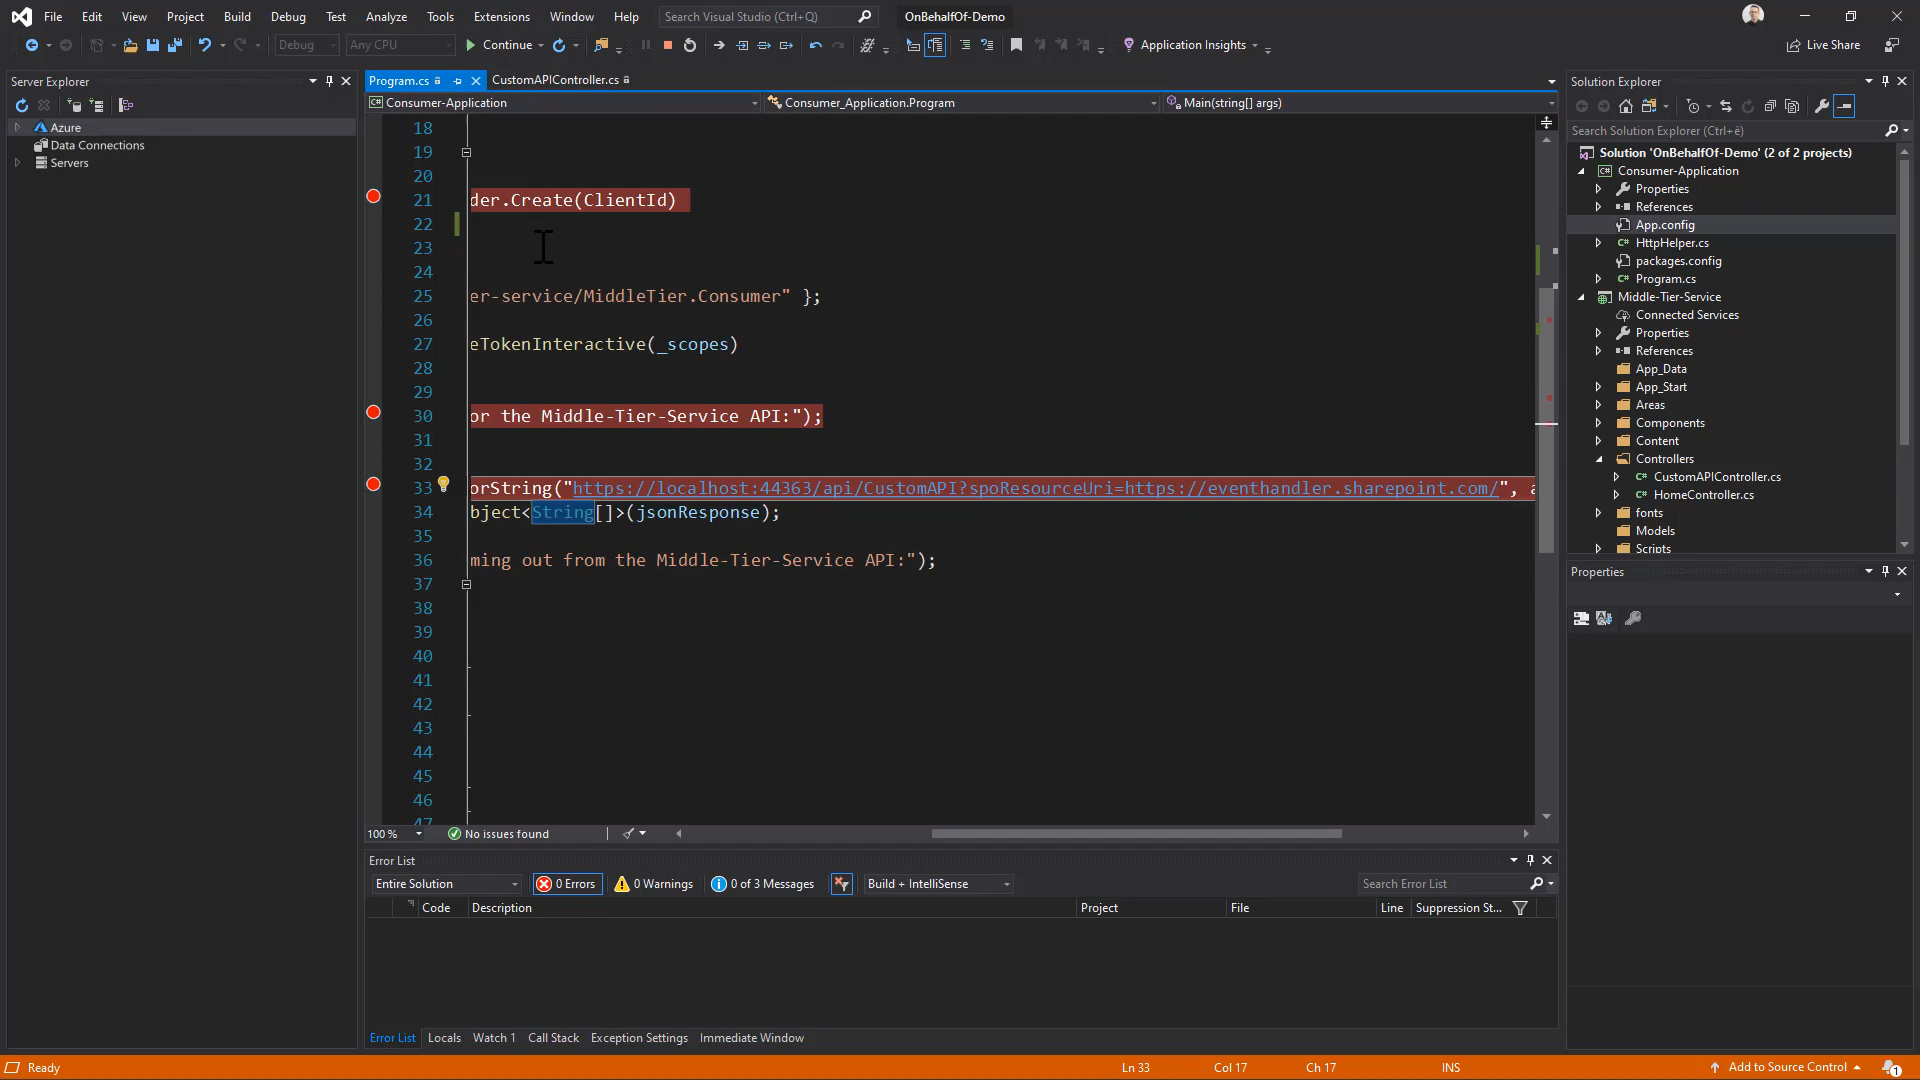 File Edit View Project Build Debug Test Analyze Tools Extensions Window Help Search Visual Studio (Ctrl+Q) OnBehalfOf-Demo
Debug Any CPU Continue Application Insights Live Share
Server Explorer
Azure
Data Connections
Servers
Program.cs CustomAPIController.cs
Consumer-Application Consumer_Application.Program Main(string[] args)
18
19
20
21 der.Create(ClientId)
22
23
24
25 er-service/MiddleTier.Consumer" };
26
27 eTokenInteractive(_scopes)
28
29
30 or the Middle-Tier-Service API:");
31
32
33 orString("https://localhost:44363/api/CustomAPI?spoResourceUri=https://eventhandler.sharepoint.com/", a
34 bject<String[]>(jsonResponse);
35
36 ming out from the Middle-Tier-Service API:");
37
38
39
40
41
42
43
44
45
46
47
100 % No issues found
Error List
Entire Solution 0 Errors 0 Warnings 0 of 3 Messages Build + IntelliSense Search Error List
Code Description Project File Line Suppression St...
Error List Locals Watch 1 Call Stack Exception Settings Immediate Window
Solution Explorer
Search Solution Explorer (Ctrl+è)
Solution 'OnBehalfOf-Demo' (2 of 2 projects)
Consumer-Application
Properties
References
App.config
HttpHelper.cs
packages.config
Program.cs
Middle-Tier-Service
Connected Services
Properties
References
App_Data
App_Start
Areas
Components
Content
Controllers
CustomAPIController.cs
HomeController.cs
fonts
Models
Scripts
Properties
Ready Ln 33 Col 17 Ch 17 INS Add to Source Control 1